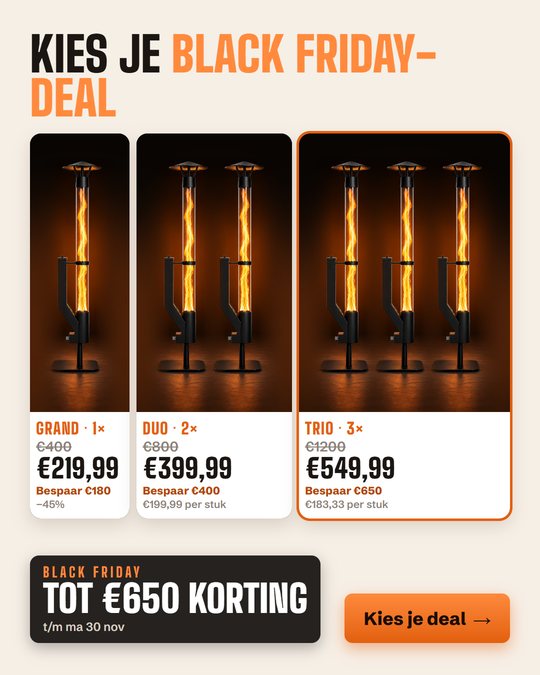 KIES JE BLACK FRIDAY-
DEAL
GRAND · 1×
€400
€219,99
Bespaar €180
−45%
DUO · 2×
€800
€399,99
Bespaar €400
€199,99 per stuk
TRIO · 3×
€1200
€549,99
Bespaar €650
€183,33 per stuk
BLACK FRIDAY
TOT €650 KORTING
t/m ma 30 nov
Kies je deal →